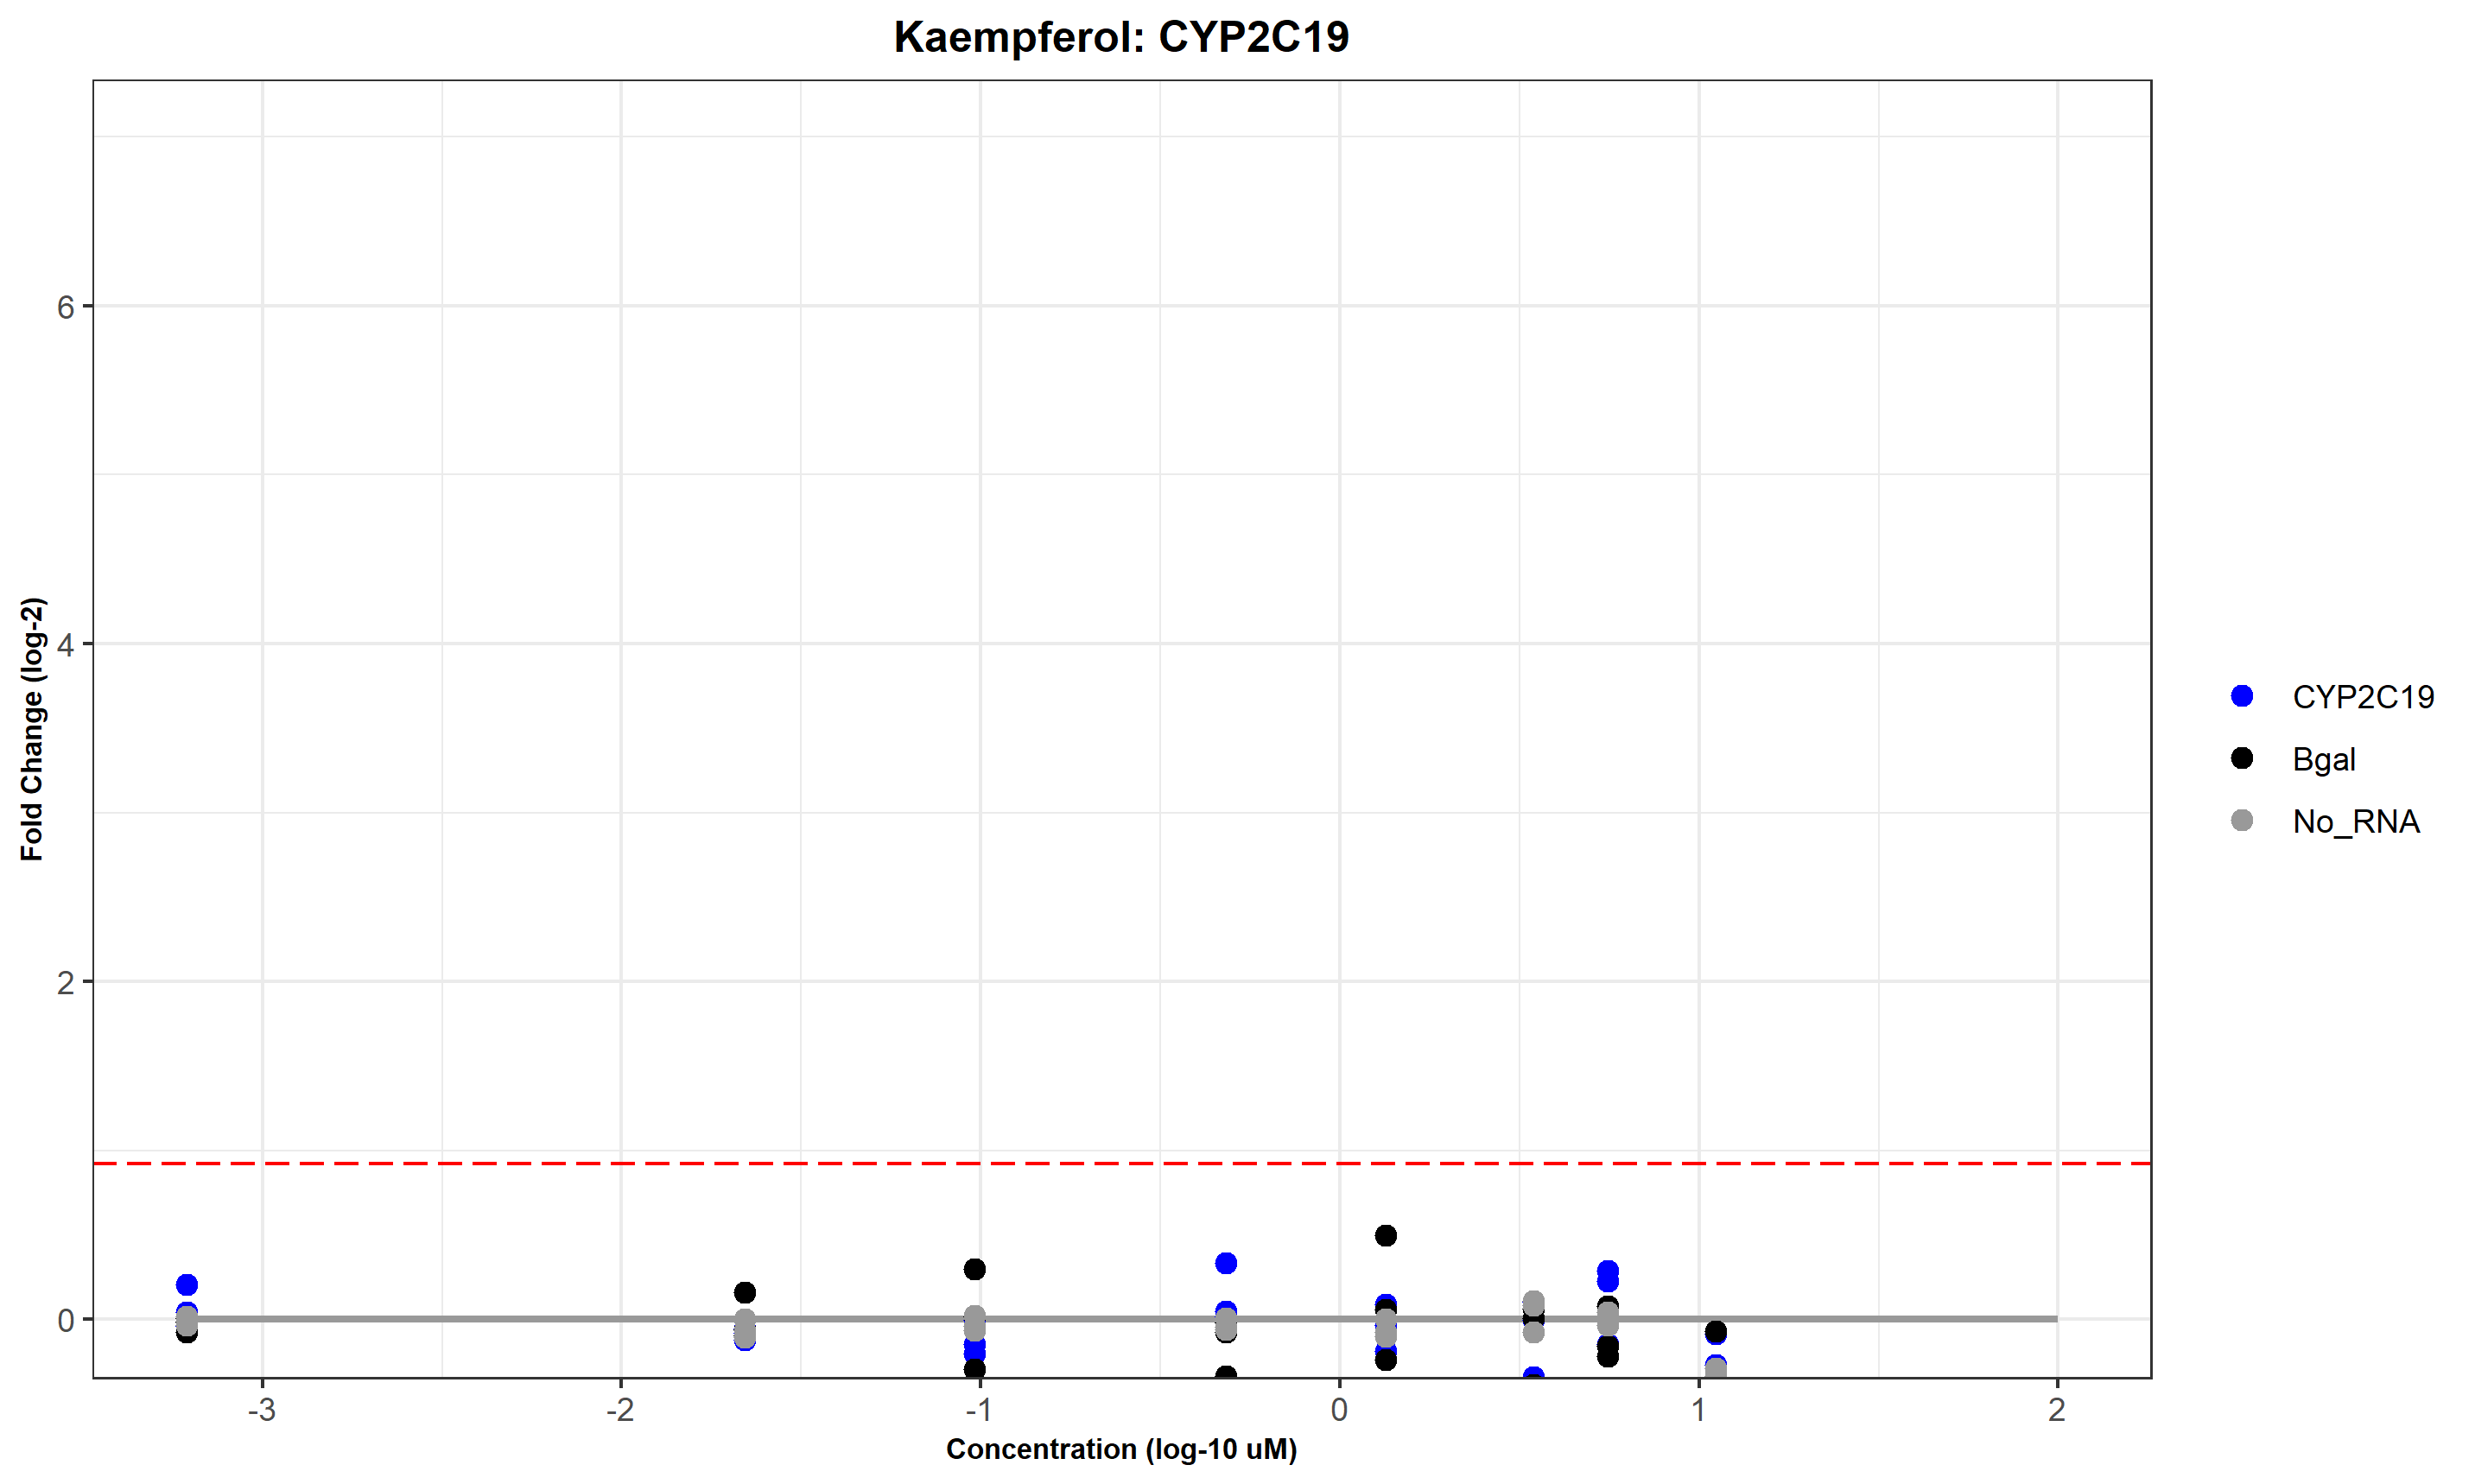 Kaempferol: CYP2C19
Fold Change (log-2)
6
4
2
0
-3
-2
-1
0
1
2
Concentration (log-10 uM)
CYP2C19
Bgal
No_RNA